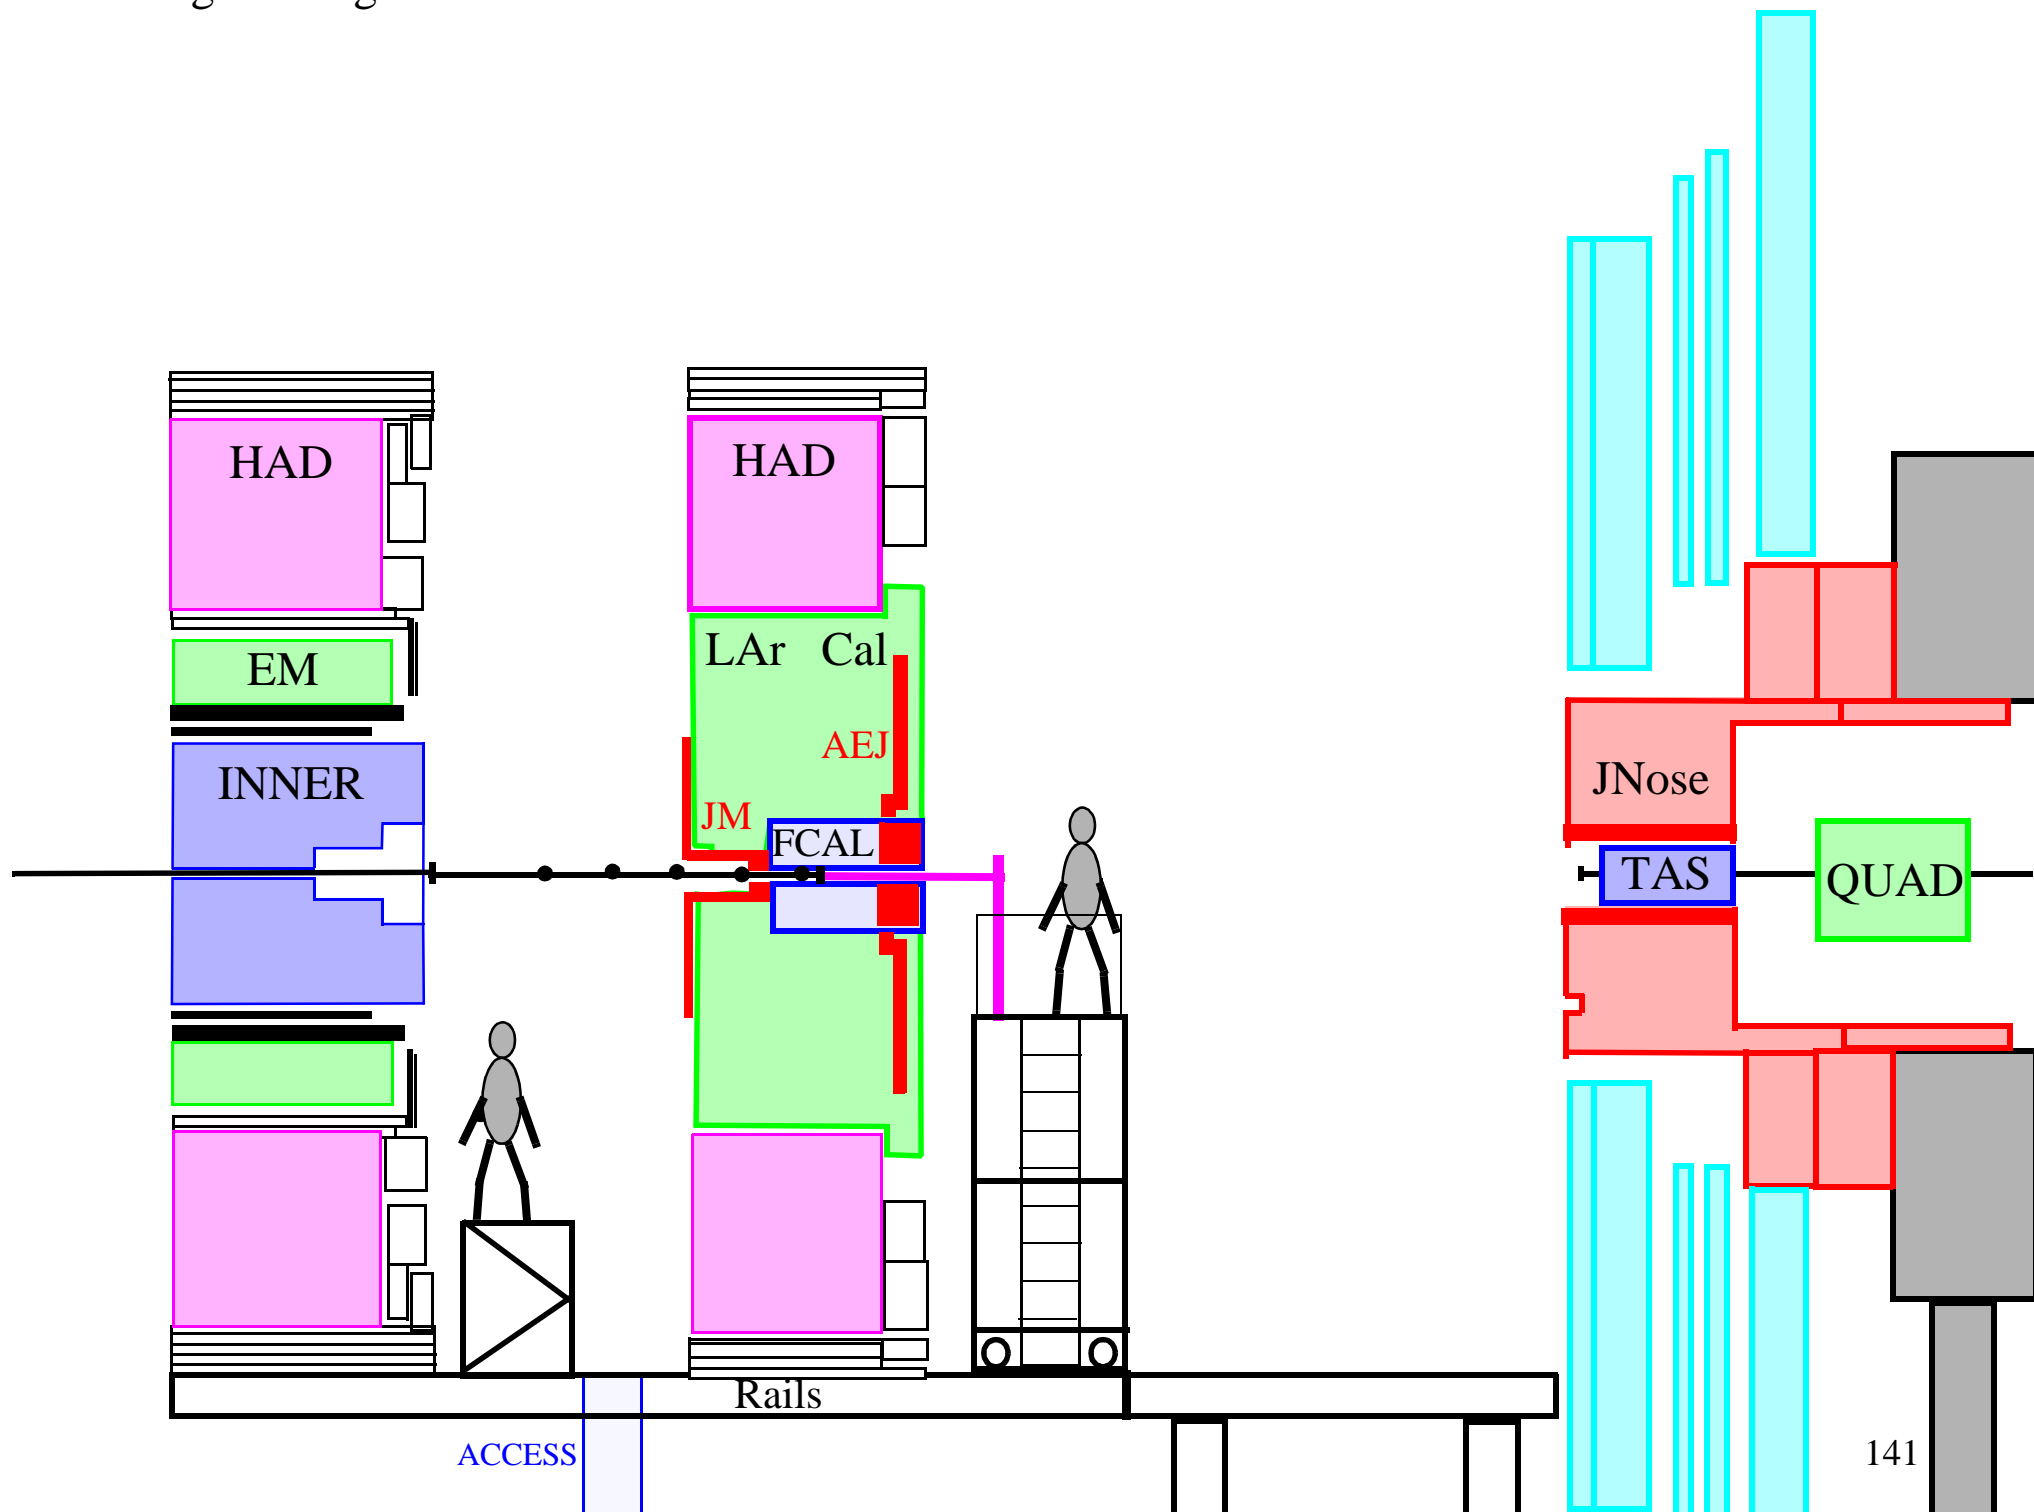 HAD
HAD
LAr Cal
EM
AEJ
INNER
JNose
JM
FCAL
TAS
QUAD
Rails
ACCESS
141